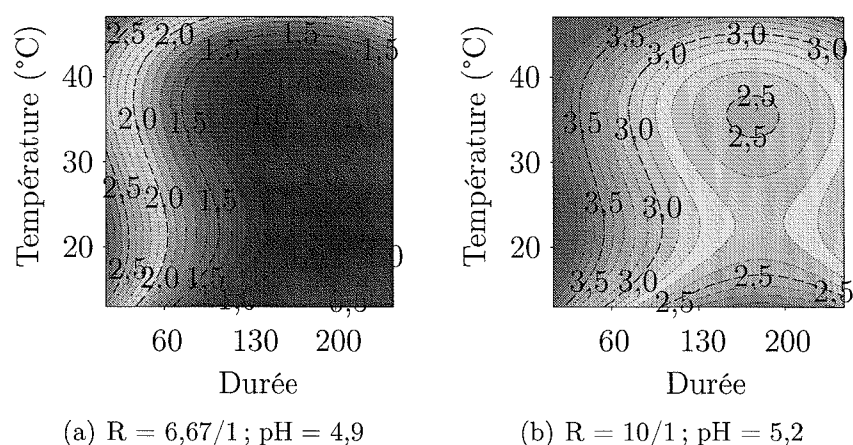 2,5 2,0 1,5 1,5
3,5 3,0 3,0 3,0
Température (°C)
40
30
20
2,0 1,5
2,5 2,0 1,5
2,5 2,0 1,5
60 130 200
Durée
(a) R = 6,67/1 ; pH = 4,9
Température (°C)
40
30
20
2,5
3,5 3,0 2,5
3,5 3,0
3,5 3,0 2,5 2,5 2,5
60 130 200
Durée
(b) R = 10/1 ; pH = 5,2